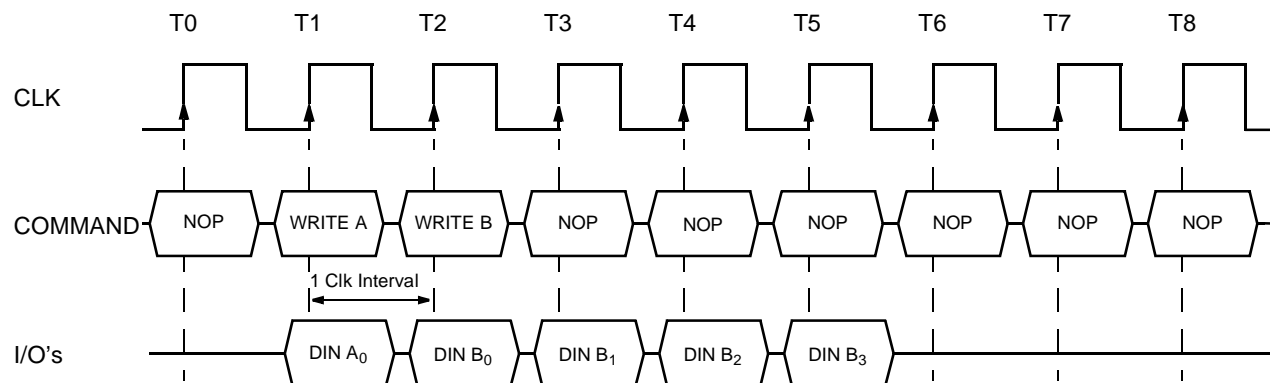 T0 T1 T2 T3 T4 T5 T6 T7 T8
CLK
COMMAND NOP WRITE A WRITE B NOP NOP NOP NOP NOP NOP
1 Clk Interval
I/O's DIN A0 DIN B0 DIN B1 DIN B2 DIN B3